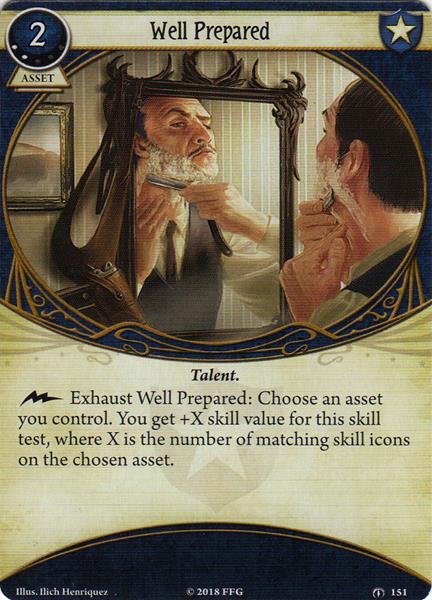 2
Well Prepared
ASSET
Talent.
Exhaust Well Prepared: Choose an asset
you control. You get +X skill value for this skill
test, where X is the number of matching skill icons
on the chosen asset.
Illus. Ilich Henriquez
© 2018 FFG
151